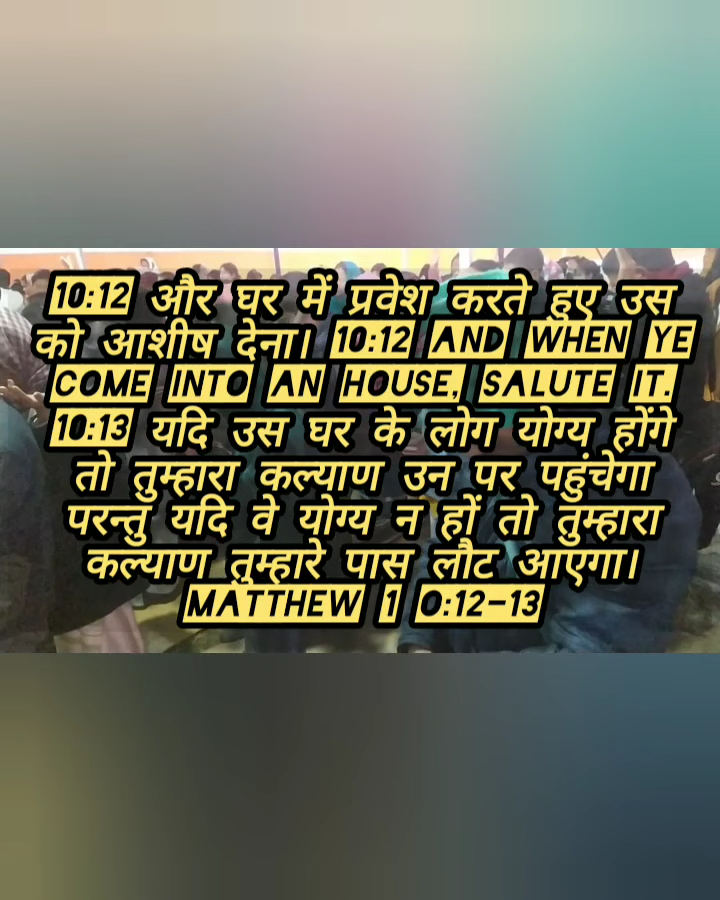 10:12 और घर में प्रवेश करते हुए उस
को आशीष देना। 10:12 AND WHEN YE
COME INTO AN HOUSE, SALUTE IT.
10:13 यदि उस घर के लोग योग्य होंगे
तो तुम्हारा कल्याण उन पर पहुंचेगा
परन्तु यदि वे योग्य न हों तो तुम्हारा
कल्याण तुम्हारे पास लौट आएगा।
MATTHEW 1 0:12-13